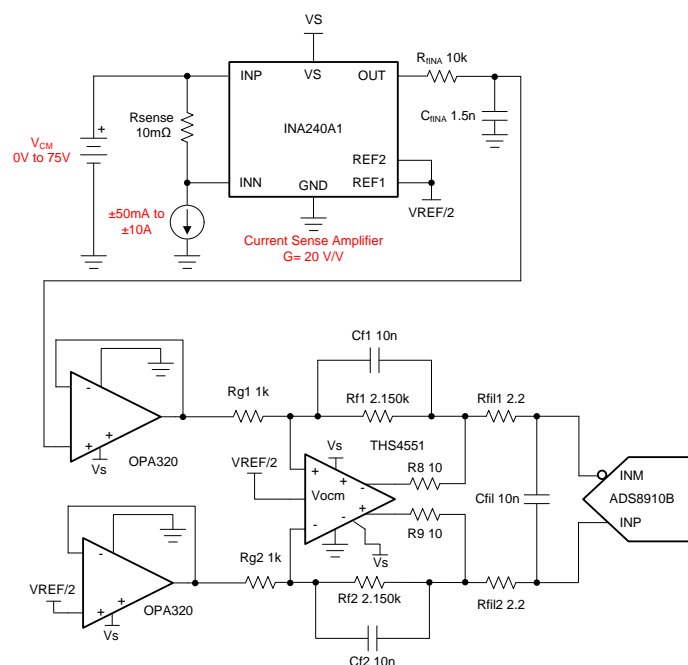 VS
R_fINA 10k
INP
VS
OUT
Rsense
10mΩ
C_fINA 1.5n
INA240A1
V_CM
0V to 75V
REF2
INN
GND
REF1
VREF/2
±50mA to
±10A
Current Sense Amplifier
G= 20 V/V
Cf1 10n
Rg1 1k
Rf1 2.150k
Rfil1 2.2
-
+
+
Vs
OPA320
THS4551
Vs
VREF/2
+
+
-
Vocm
+
-
R8 10
R9 10
Vs
Cfil 10n
INM
ADS8910B
INP
Rg2 1k
-
VREF/2
+
+
Vs
OPA320
Rf2 2.150k
Rfil2 2.2
Cf2 10n